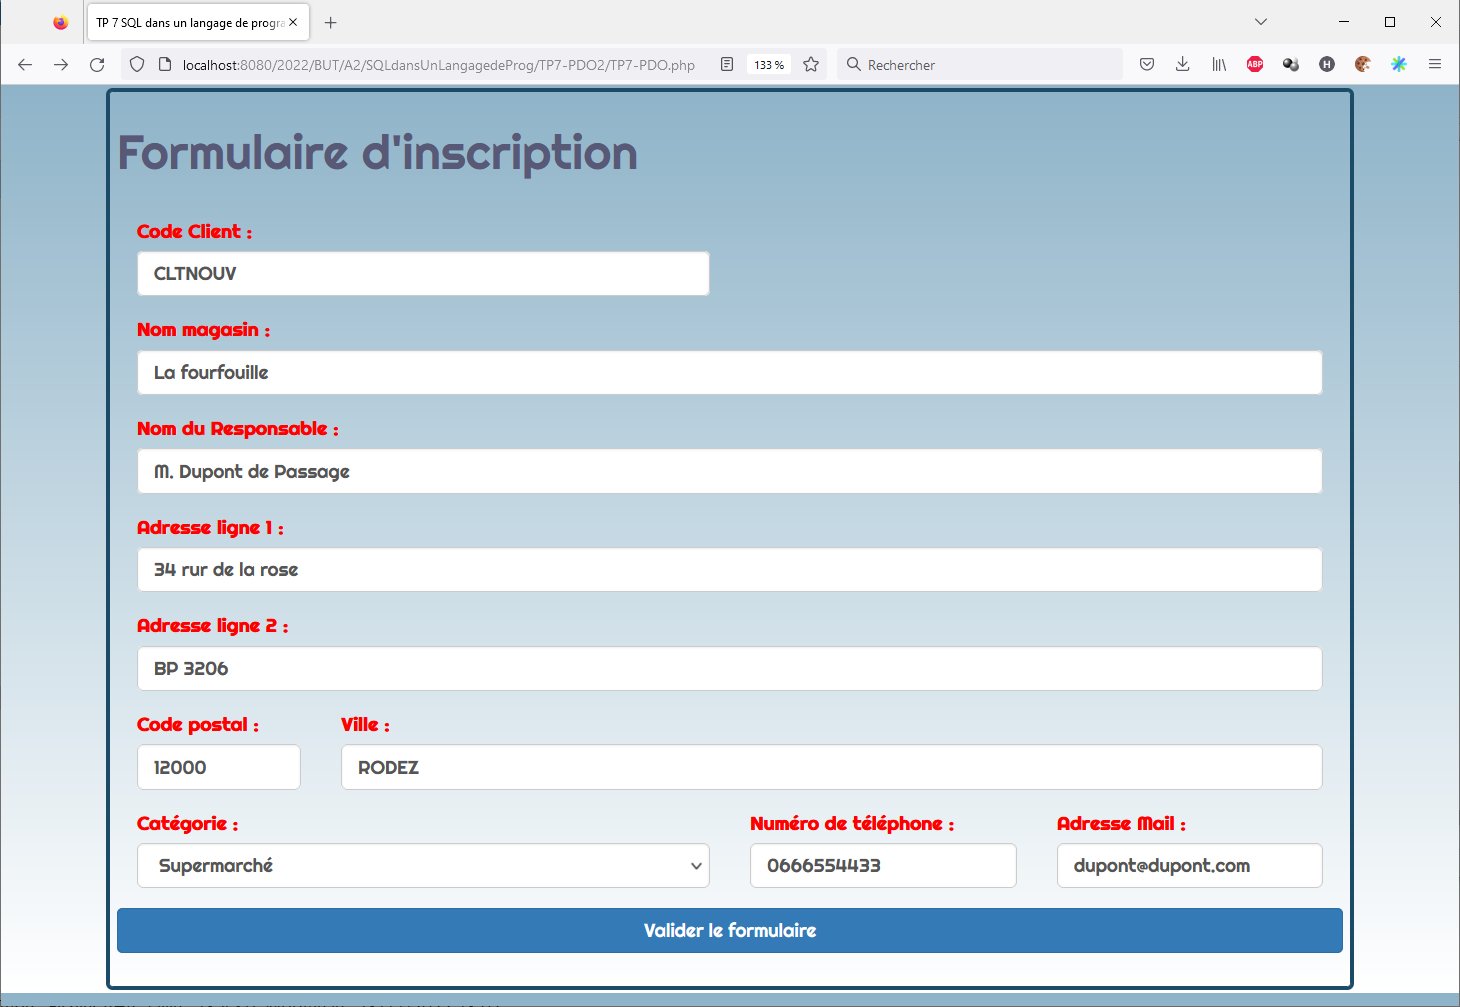 TP 7 SQL dans un langage de progra
localhost:8080/2022/BUT/A2/SQLdansUnLangagedeProg/TP7-PDO2/TP7-PDO.php
133 %
Rechercher
ABP
H
Formulaire d'inscription
Code Client :
CLTNOUV
Nom magasin :
La fourfouille
Nom du Responsable :
M. Dupont de Passage
Adresse ligne 1 :
34 rur de la rose
Adresse ligne 2 :
BP 3206
Code postal : Ville :
12000 RODEZ
Catégorie : Numéro de téléphone : Adresse Mail :
Supermarché 0666554433 dupont@dupont.com
Valider le formulaire